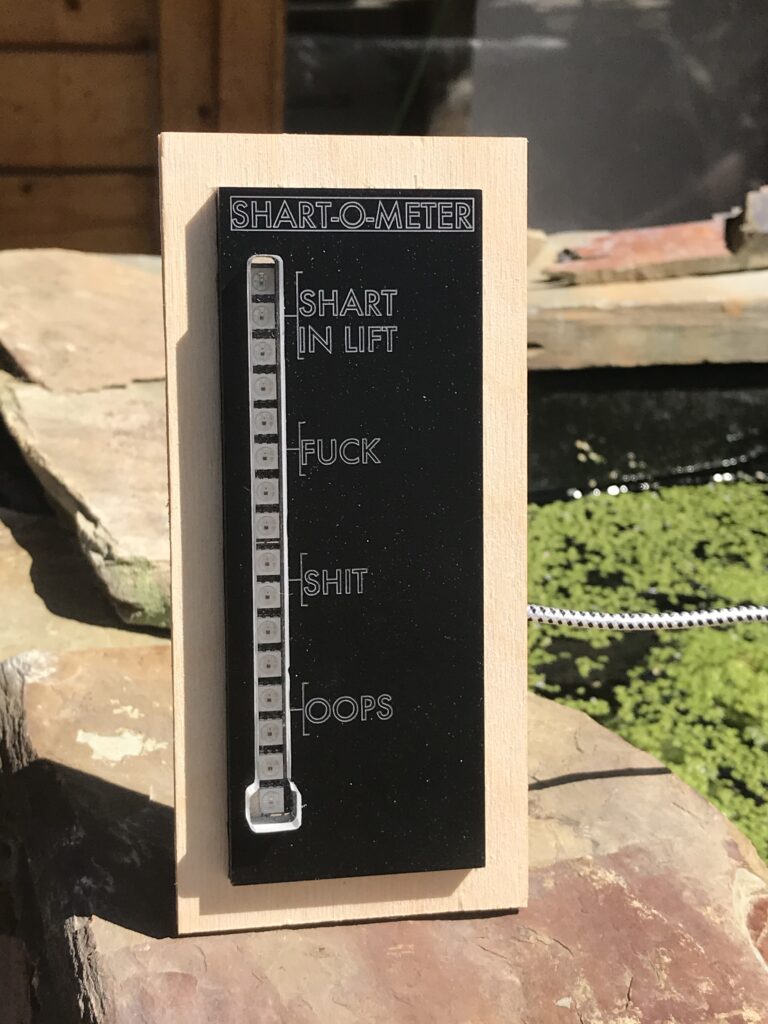 SHART-O-METER
SHART
IN LIFT
FUCK
SHIT
OOPS